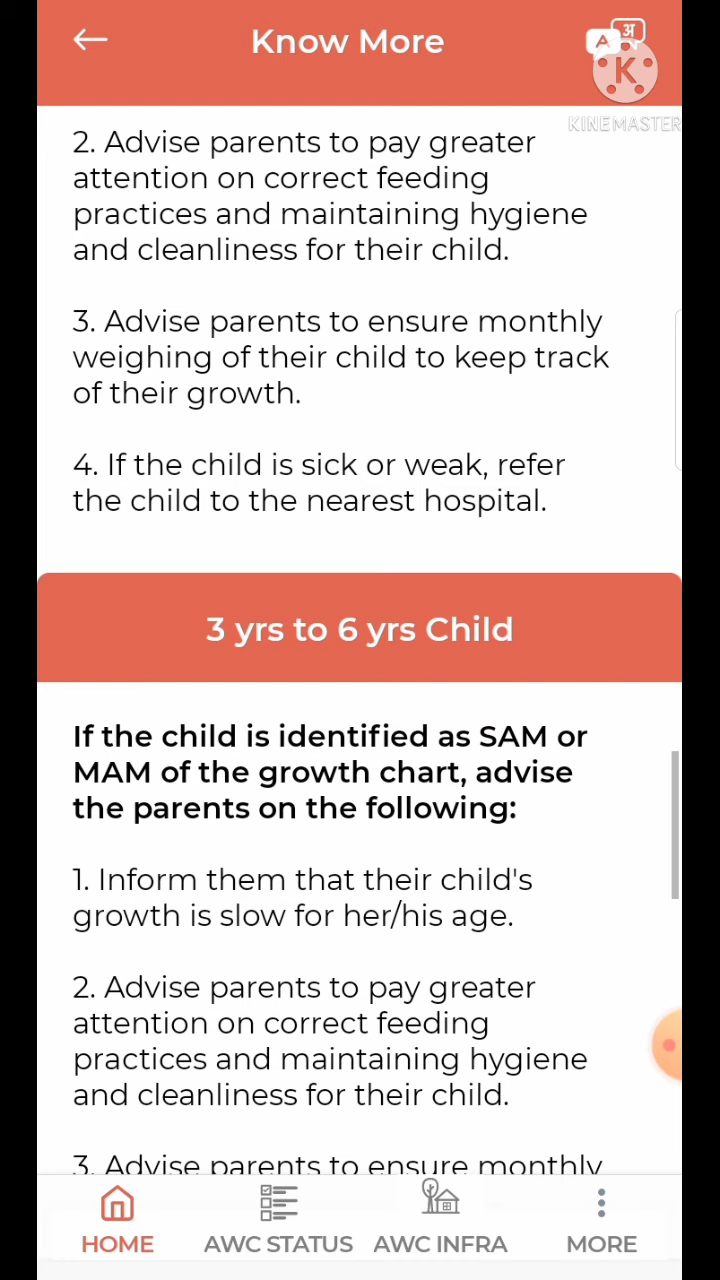 Know More
A अ
K
KINEMASTER
2. Advise parents to pay greater
attention on correct feeding
practices and maintaining hygiene
and cleanliness for their child.
3. Advise parents to ensure monthly
weighing of their child to keep track
of their growth.
4. If the child is sick or weak, refer
the child to the nearest hospital.
3 yrs to 6 yrs Child
If the child is identified as SAM or
MAM of the growth chart, advise
the parents on the following:
1. Inform them that their child's
growth is slow for her/his age.
2. Advise parents to pay greater
attention on correct feeding
practices and maintaining hygiene
and cleanliness for their child.
3. Advise parents to ensure monthly
HOME AWC STATUS AWC INFRA MORE